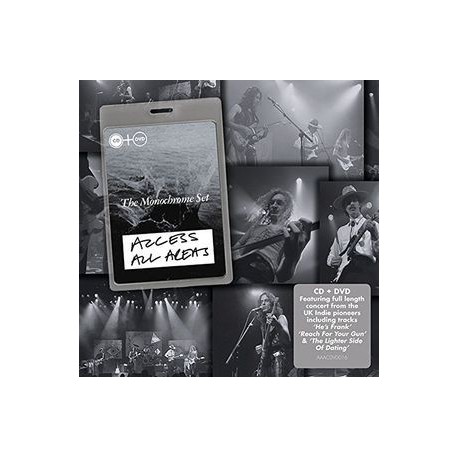 CD + DVD
The Monochrome Set
ACCESS
ALL AREAS
CD + DVD
Featuring full length
concert from the
UK Indie pioneers
including tracks
'He's Frank'
'Reach For Your Gun'
& 'The Lighter Side
Of Dating'